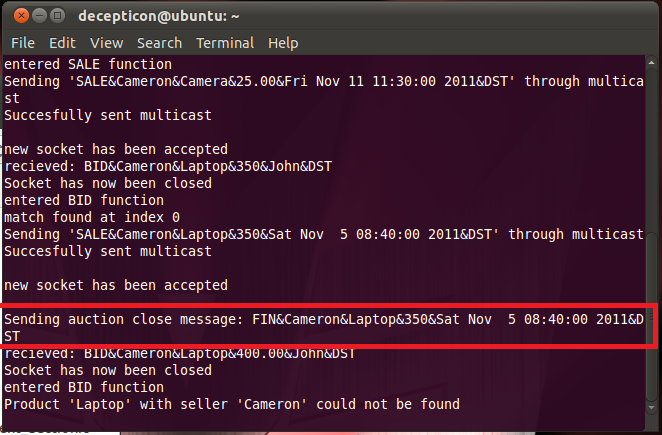 decepticon@ubuntu: ~
File Edit View Search Terminal Help
entered SALE function
Sending 'SALE&Cameron&Camera&25.00&Fri Nov 11 11:30:00 2011&DST' through multica
st
Succesfully sent multicast
new socket has been accepted
recieved: BID&Cameron&Laptop&350&John&DST
Socket has now been closed
entered BID function
match found at index 0
Sending 'SALE&Cameron&Laptop&350&Sat Nov  5 08:40:00 2011&DST' through multicast
Succesfully sent multicast
new socket has been accepted
Sending auction close message: FIN&Cameron&Laptop&350&Sat Nov  5 08:40:00 2011&D
ST
recieved: BID&Cameron&Laptop&400.00&John&DST
Socket has now been closed
entered BID function
Product 'Laptop' with seller 'Cameron' could not be found